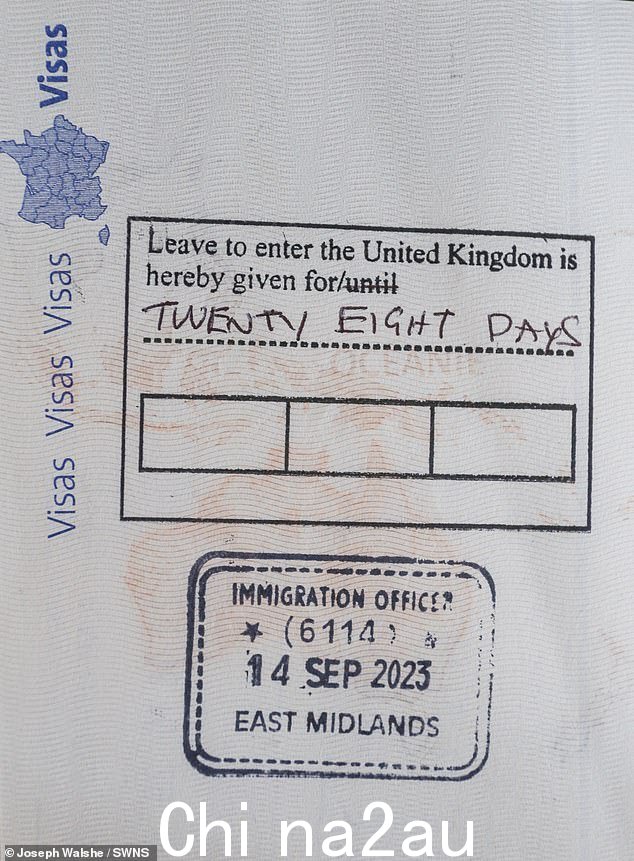 Visas
Visas Visas Visas
Leave to enter the United Kingdom is
hereby given for/until
TWENTY EIGHT DAYS
OCEANIE
IMMIGRATION OFFICER
★ (6114) ★
14 SEP 2023
EAST MIDLANDS
Chi na2au
© Joseph Walshe / SWNS